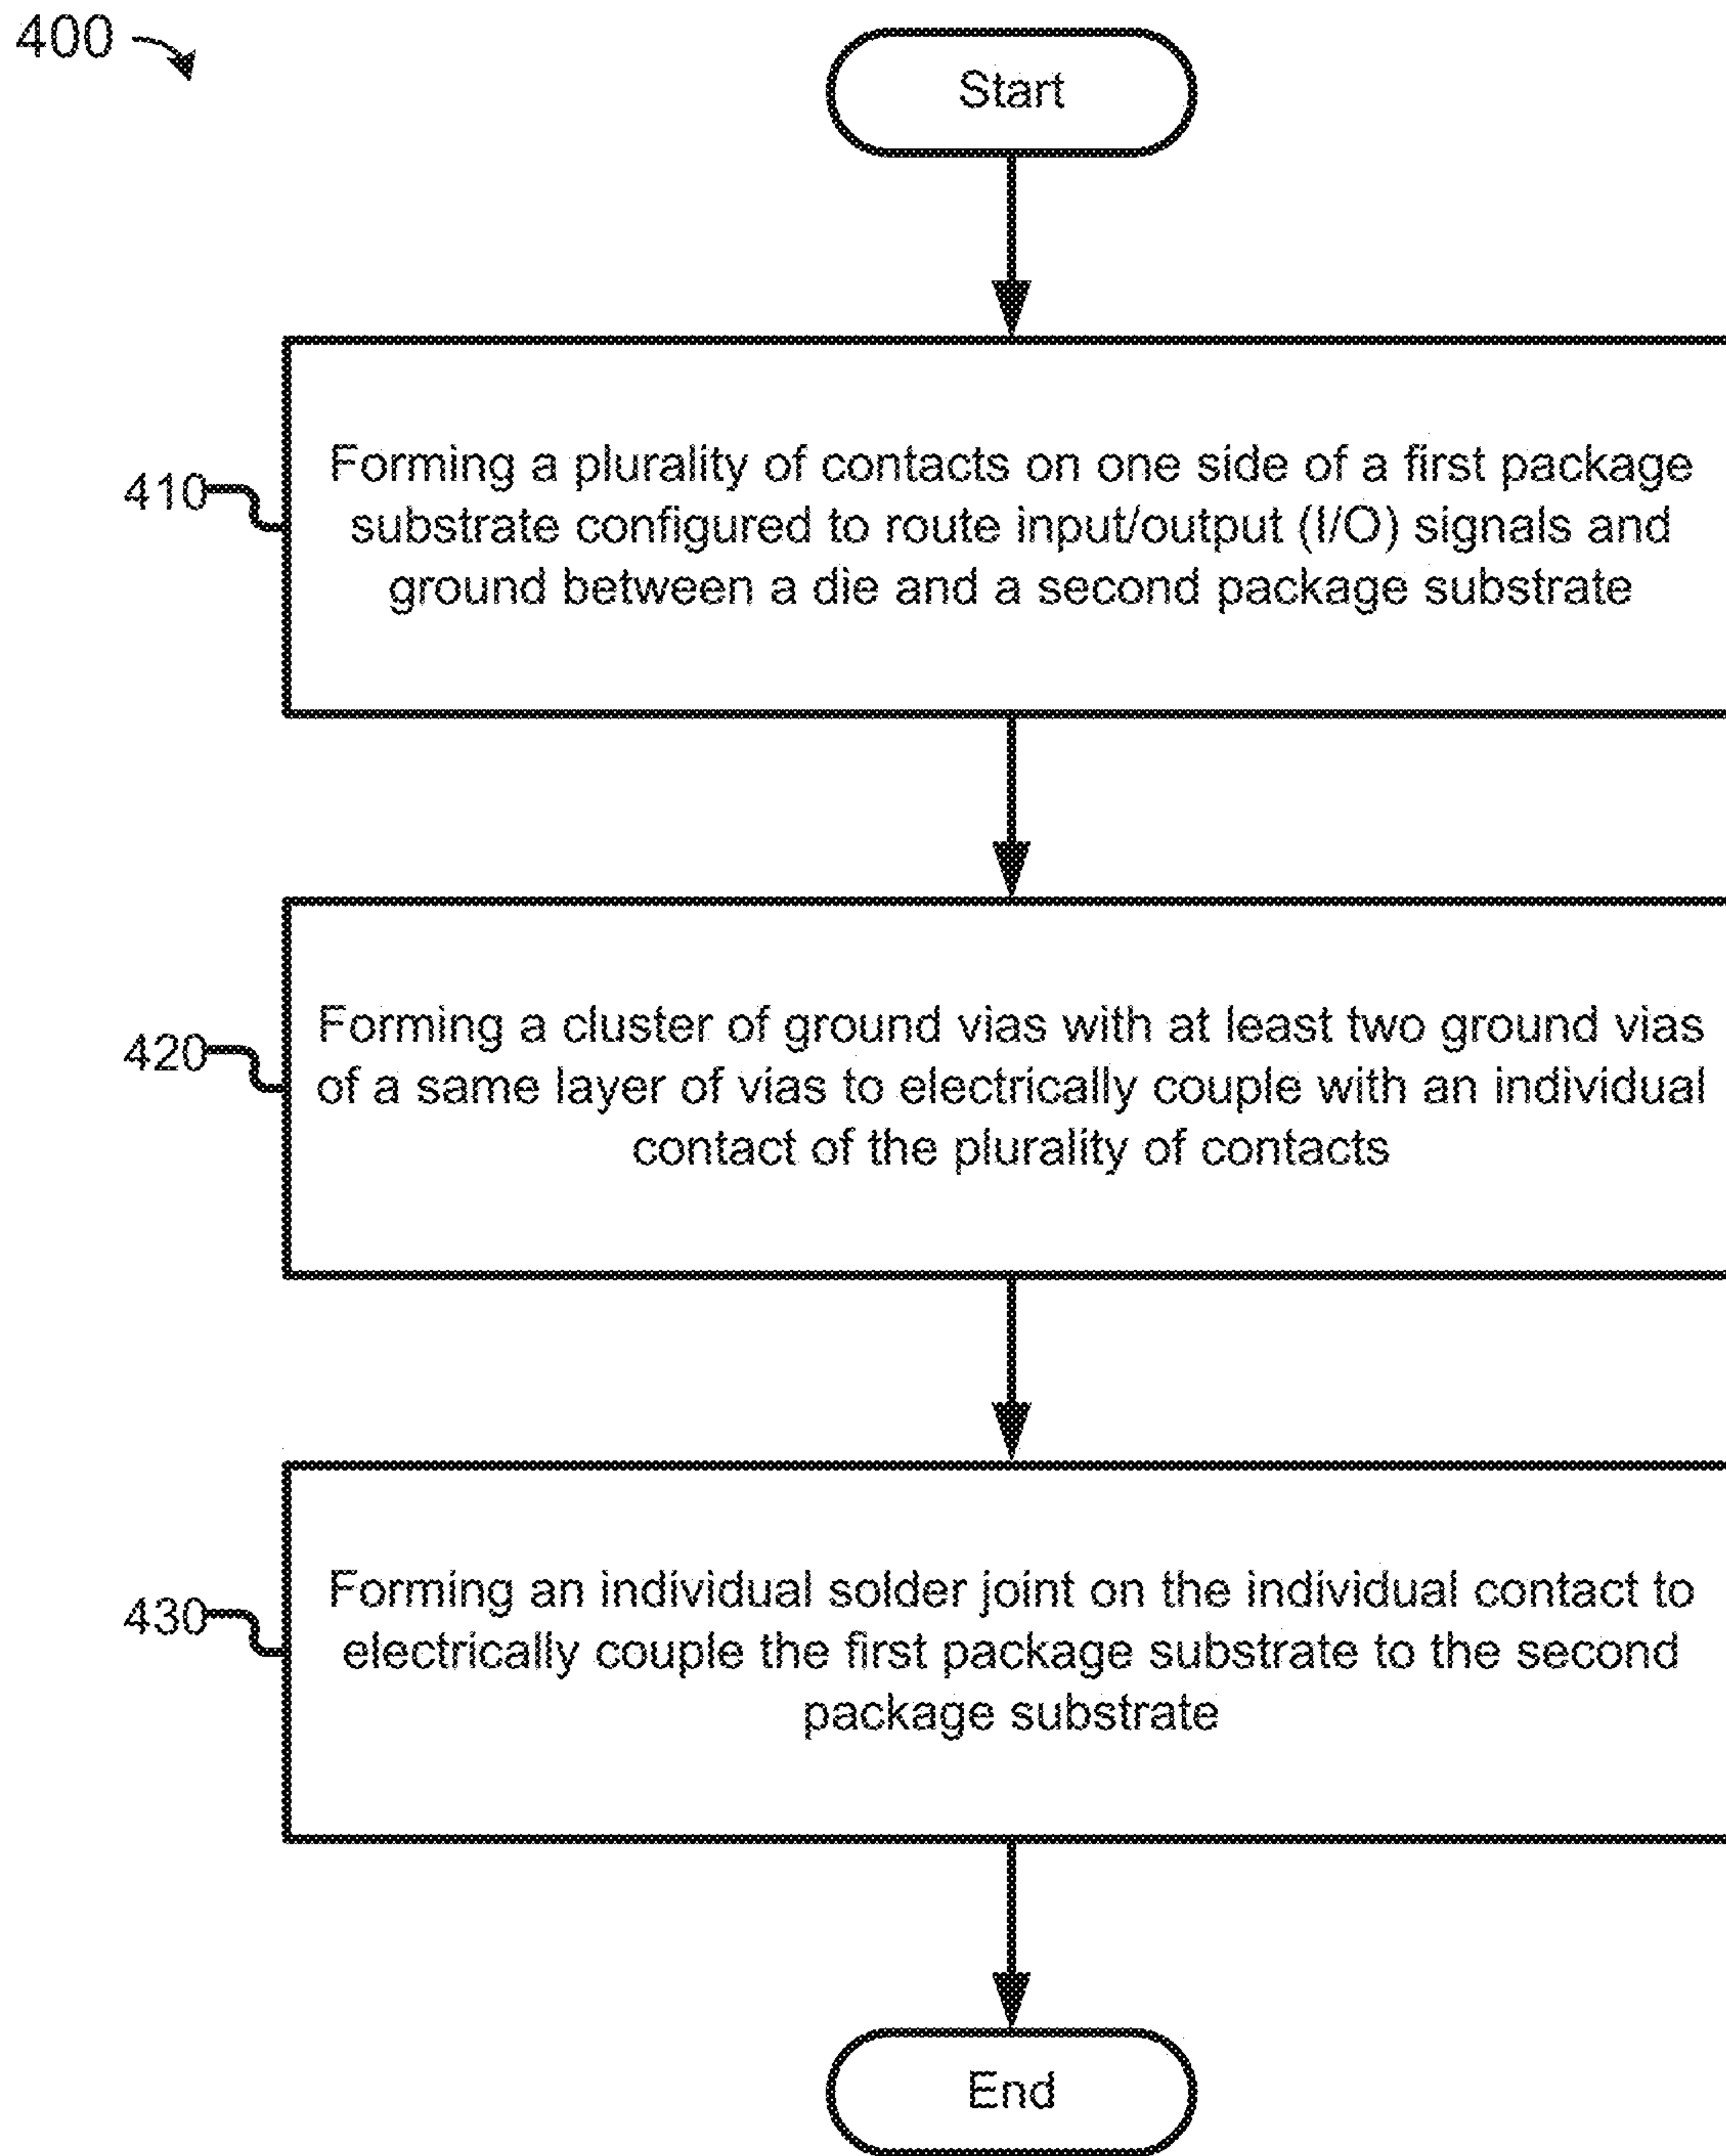 400
Start
410
Forming a plurality of contacts on one side of a first package
substrate configured to route input/output (I/O) signals and
ground between a die and a second package substrate
420
Forming a cluster of ground vias with at least two ground vias
of a same layer of vias to electrically couple with an individual
contact of the plurality of contacts
430
Forming an individual solder joint on the individual contact to
electrically couple the first package substrate to the second
package substrate
End